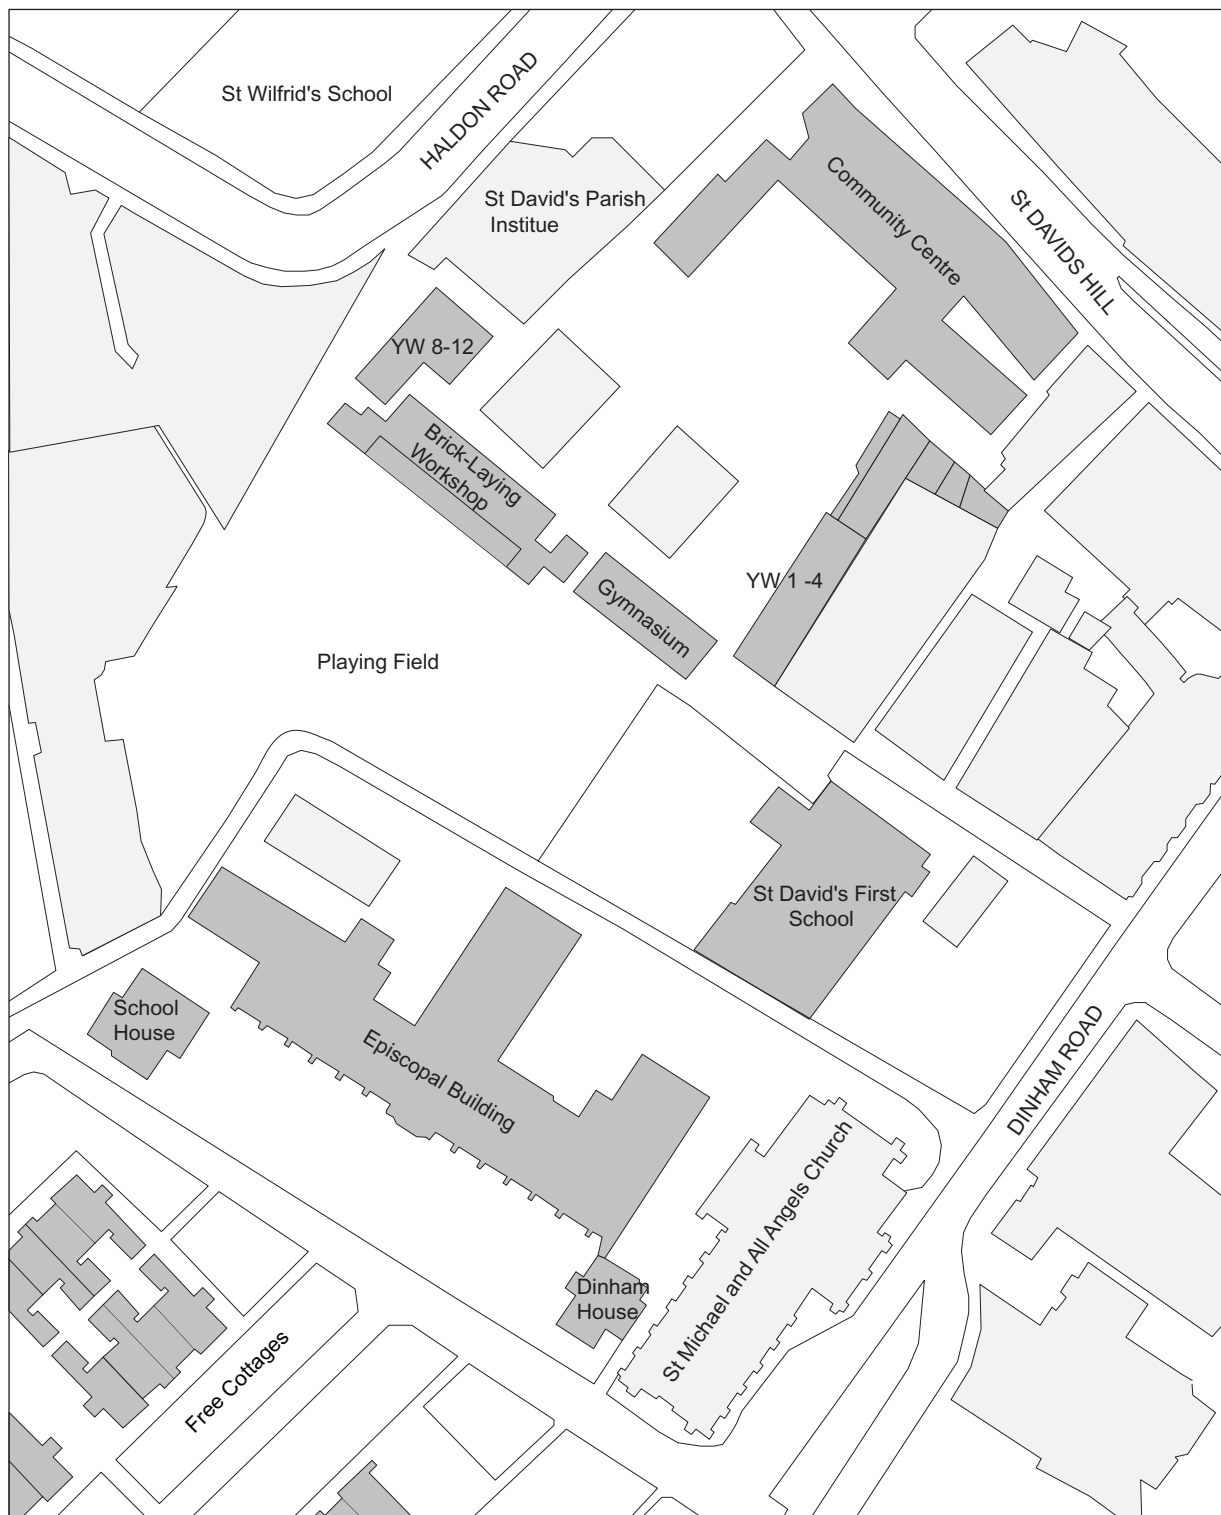 St Wilfrid's School
HALDON ROAD
St David's Parish
Institue
Community Centre
St DAVIDS HILL
YW 8-12
Brick-Laying
Workshop
YW 1 -4
Gymnasium
Playing Field
St David's First
School
School
House
Episcopal Building
DINHAM ROAD
St Michael and All Angels Church
Dinham
House
Free Cottages